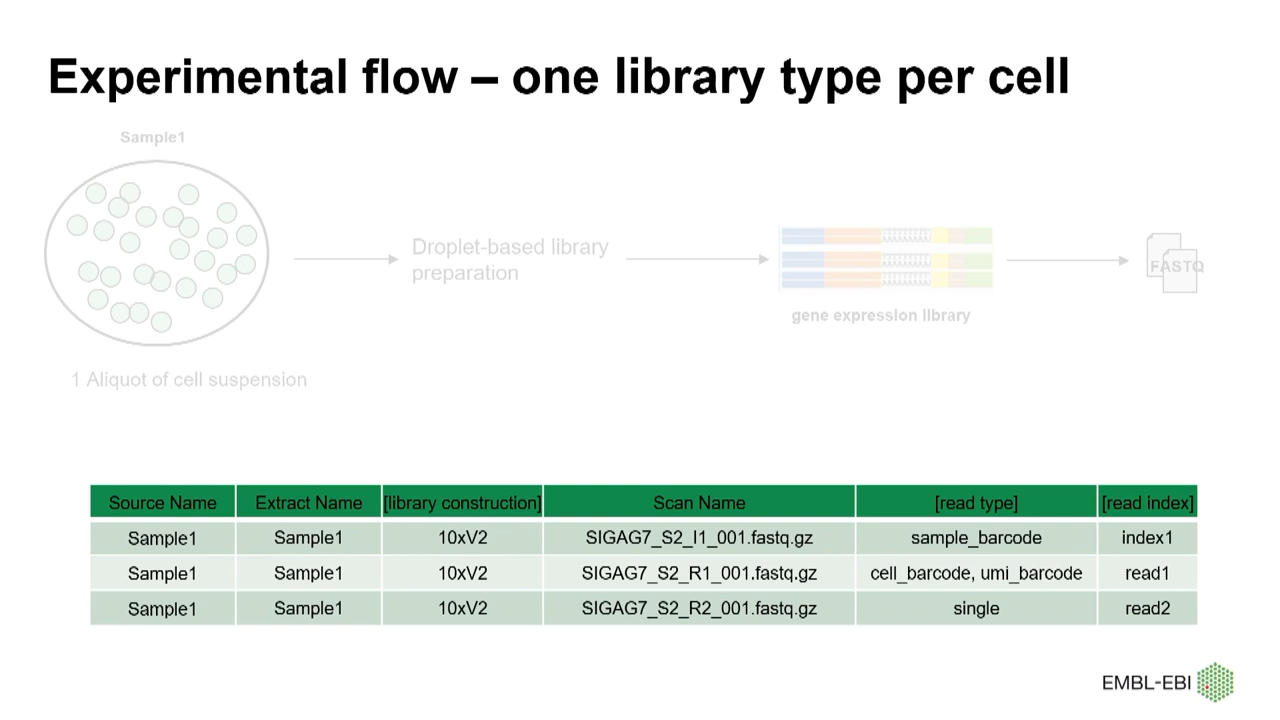 Experimental flow – one library type per cell
Sample1
Droplet-based library
preparation
FASTQ
gene expression library
1 Aliquot of cell suspension
Source Name Extract Name [library construction] Scan Name [read type] [read index]
Sample1 Sample1 10xV2 SIGAG7_S2_I1_001.fastq.gz sample_barcode index1
Sample1 Sample1 10xV2 SIGAG7_S2_R1_001.fastq.gz cell_barcode, umi_barcode read1
Sample1 Sample1 10xV2 SIGAG7_S2_R2_001.fastq.gz single read2
EMBL-EBI